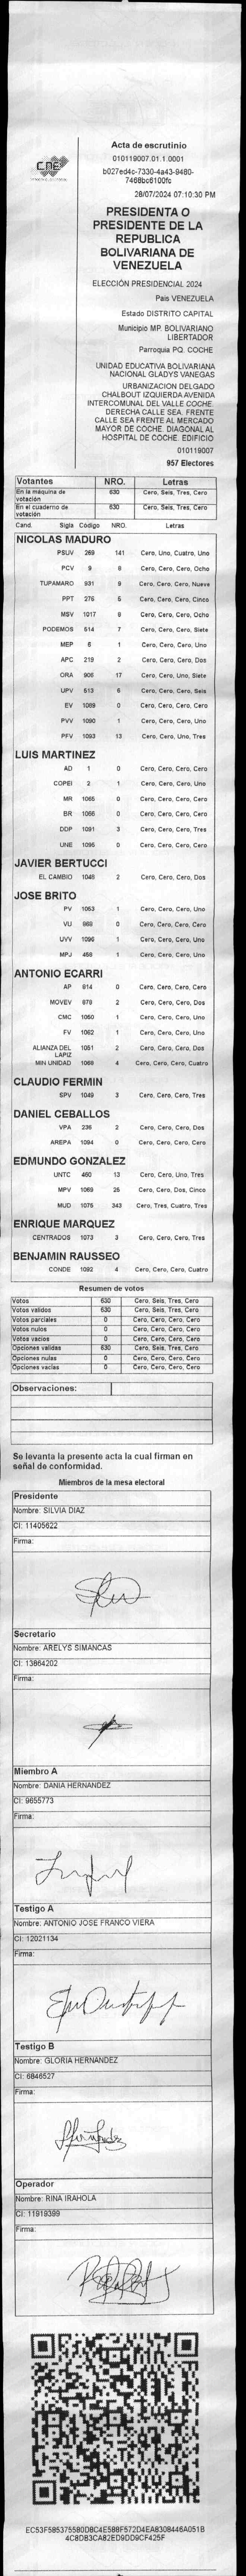 CNE
Acta de escrutinio
010119007.01.1.0001
b027ed4c-7330-4a43-9480-
7468bc6100fc
28/07/2024 07:10:30 PM
PRESIDENTA O
PRESIDENTE DE LA
REPUBLICA
BOLIVARIANA DE
VENEZUELA
ELECCIÓN PRESIDENCIAL 2024
Pais VENEZUELA
Estado DISTRITO CAPITAL
Municipio MP. BOLIVARIANO
LIBERTADOR
Parroquia PQ. COCHE
UNIDAD EDUCATIVA BOLIVARIANA
NACIONAL GLADYS VANEGAS
URBANIZACION DELGADO
CHALBOUT IZQUIERDA AVENIDA
INTERCOMUNAL DEL VALLE COCHE.
DERECHA CALLE SEA. FRENTE
CALLE SEA FRENTE AL MERCADO
MAYOR DE COCHE. DIAGONAL AL
HOSPITAL DE COCHE. EDIFICIO
010119007
957 Electores
Votantes NRO. Letras
En la máquina de votación 630 Cero, Seis, Tres, Cero
En el cuaderno de votación 630 Cero, Seis, Tres, Cero
Cand. Sigla Código NRO. Letras
NICOLAS MADURO
PSUV 269 141 Cero, Uno, Cuatro, Uno
PCV 9 8 Cero, Cero, Cero, Ocho
TUPAMARO 931 9 Cero, Cero, Cero, Nueve
PPT 275 5 Cero, Cero, Cero, Cinco
MSV 1017 8 Cero, Cero, Cero, Ocho
PODEMOS 514 7 Cero, Cero, Cero, Siete
MEP 6 1 Cero, Cero, Cero, Uno
APC 219 2 Cero, Cero, Cero, Dos
ORA 908 17 Cero, Cero, Uno, Siete
UPV 513 6 Cero, Cero, Cero, Seis
EV 1089 0 Cero, Cero, Cero, Cero
PVV 1090 1 Cero, Cero, Cero, Uno
PFV 1093 13 Cero, Cero, Uno, Tres
LUIS MARTINEZ
AD 1 0 Cero, Cero, Cero, Cero
COPEI 2 1 Cero, Cero, Cero, Uno
MR 1065 0 Cero, Cero, Cero, Cero
BR 1066 0 Cero, Cero, Cero, Cero
DDP 1091 3 Cero, Cero, Cero, Tres
UNE 1095 0 Cero, Cero, Cero, Cero
JAVIER BERTUCCI
EL CAMBIO 1048 2 Cero, Cero, Cero, Dos
JOSE BRITO
PV 1053 1 Cero, Cero, Cero, Uno
VU 869 0 Cero, Cero, Cero, Cero
UVV 1096 1 Cero, Cero, Cero, Uno
MPJ 458 1 Cero, Cero, Cero, Uno
ANTONIO ECARRI
AP 914 0 Cero, Cero, Cero, Cero
MOVEV 879 2 Cero, Cero, Cero, Dos
CMC 1050 1 Cero, Cero, Cero, Uno
FV 1062 1 Cero, Cero, Cero, Uno
ALIANZA DEL LAPIZ 1051 2 Cero, Cero, Cero, Dos
MIN UNIDAD 1068 4 Cero, Cero, Cero, Cuatro
CLAUDIO FERMIN
SPV 1049 3 Cero, Cero, Cero, Tres
DANIEL CEBALLOS
VPA 236 2 Cero, Cero, Cero, Dos
AREPA 1094 0 Cero, Cero, Cero, Cero
EDMUNDO GONZALEZ
UNTC 460 13 Cero, Cero, Uno, Tres
MPV 1069 25 Cero, Cero, Dos, Cinco
MUD 1075 343 Cero, Tres, Cuatro, Tres
ENRIQUE MARQUEZ
CENTRADOS 1073 3 Cero, Cero, Cero, Tres
BENJAMIN RAUSSEO
CONDE 1092 4 Cero, Cero, Cero, Cuatro
Resumen de votos
Votos 630 Cero, Seis, Tres, Cero
Votos validos 630 Cero, Seis, Tres, Cero
Votos parciales 0 Cero, Cero, Cero, Cero
Votos nulos 0 Cero, Cero, Cero, Cero
Votos vacios 0 Cero, Cero, Cero, Cero
Opciones validas 630 Cero, Seis, Tres, Cero
Opciones nulas 0 Cero, Cero, Cero, Cero
Opciones vacias 0 Cero, Cero, Cero, Cero
Observaciones:
Se levanta la presente acta la cual firman en
señal de conformidad.
Miembros de la mesa electoral
Presidente
Nombre: SILVIA DIAZ
CI: 11405622
Firma:
Secretario
Nombre: ARELYS SIMANCAS
CI: 13864202
Firma:
Miembro A
Nombre: DANIA HERNANDEZ
CI: 9655773
Firma:
Testigo A
Nombre: ANTONIO JOSE FRANCO VIERA
CI: 12021134
Firma:
Testigo B
Nombre: GLORIA HERNANDEZ
CI: 6846527
Firma:
Operador
Nombre: RINA IRAHOLA
CI: 11919399
Firma:
EC53F585375580D8C4E5B8F572D4EA8308446A051B
4C8DB3CA82ED9DD9CF425F